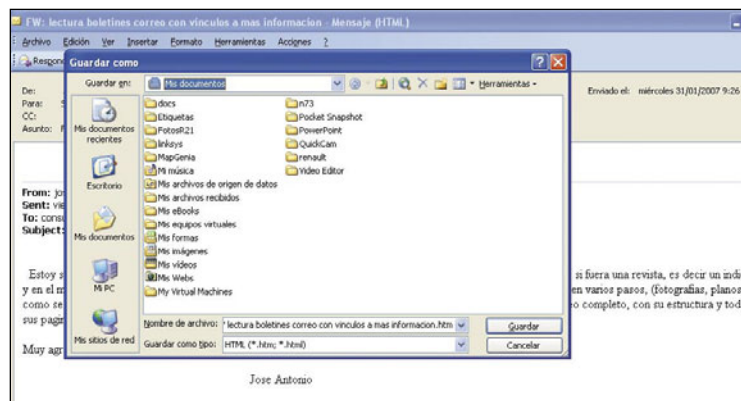 FW: lectura boletines correo con vinculos a mas informacion - Mensaje (HTML)
Archivo Edición Ver Insertar Formato Herramientas Acciones ?
Respond
Guardar como
Guardar en: Mis documentos Herramientas
De:
Para: S
CC:
Asunto: F
Enviado el: miércoles 31/01/2007 9:26
Mis documentos recientes
Escritorio
Mis documentos
Mi PC
Mis sitios de red
docs
Etiquetas
FotosR21
linksys
MapGenia
Mi música
Mis archivos de origen de datos
Mis archivos recibidos
Mis eBooks
Mis equipos virtuales
Mis formas
Mis imágenes
Mis vídeos
Mis Webs
My Virtual Machines
n73
Pocket Snapshot
PowerPoint
QuickCam
renault
Video Editor
Nombre de archivo: ' lectura boletines correo con vinculos a mas informacion.htm Guardar
Guardar como tipo: HTML (*.htm; *.html) Cancelar
From: jo
Sent: vie
To: consu
Subject:
Estoy s si fuera una revista, es decir un indi
y en el m en varios pasos, (fotografias, planos
como se eo completo, con su estructura y tod
sus pagin
Muy agr
Jose Antonio